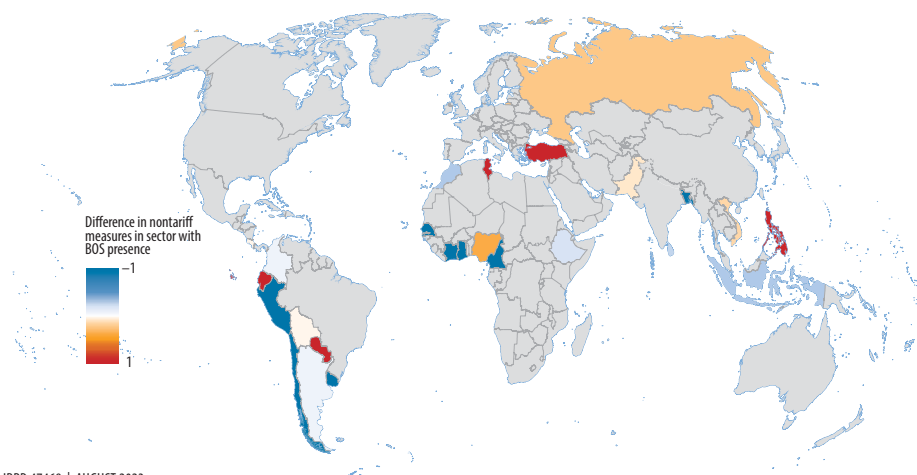 Difference in nontariff
measures in sector with
BOS presence
–1
1